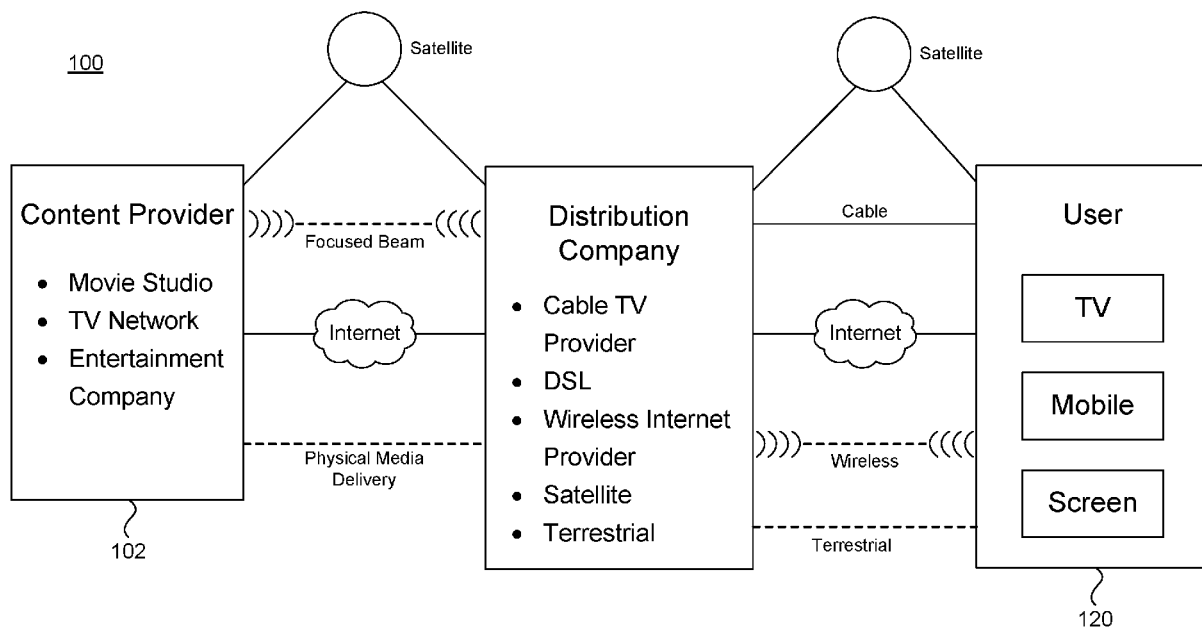 100
Satellite
Satellite
Content Provider
• Movie Studio
• TV Network
• Entertainment
Company
102
Focused Beam
Internet
Physical Media
Delivery
Distribution
Company
• Cable TV
Provider
• DSL
• Wireless Internet
Provider
• Satellite
• Terrestrial
Cable
Internet
Wireless
Terrestrial
User
TV
Mobile
Screen
120